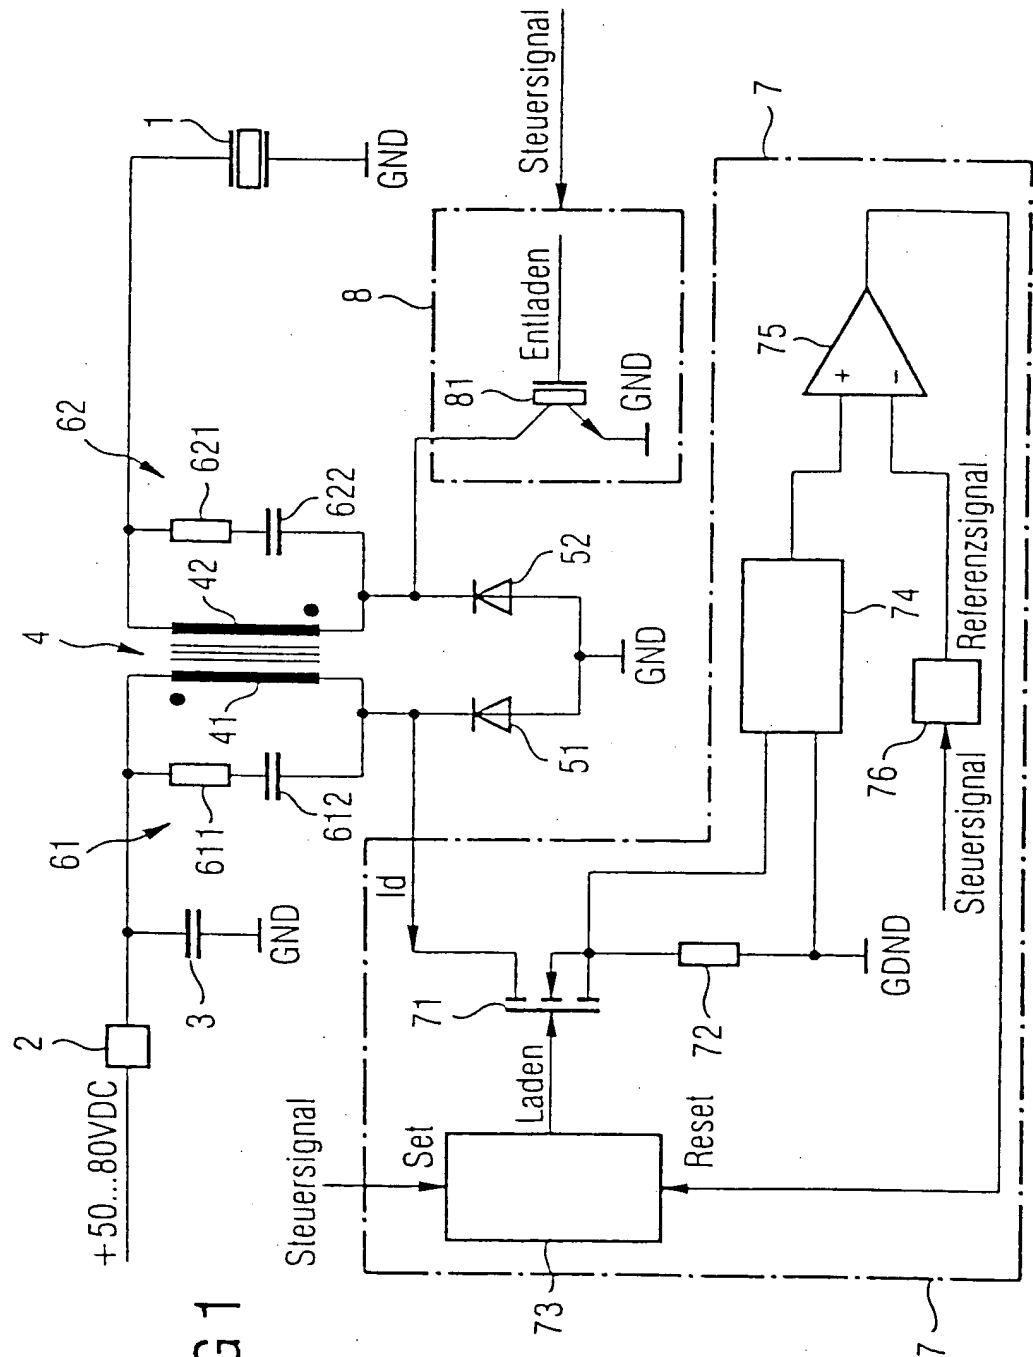 G 1
+50...80VDC
2
3
GND
61
611
612
4
41
42
62
621
622
1
GND
Id
51
52
GND
8
81
Entladen
GND
Steuersignal
7
Steuersignal
Set
Laden
Reset
71
72
GDND
73
74
75
+
-
76
Referenzsignal
Steuersignal
7